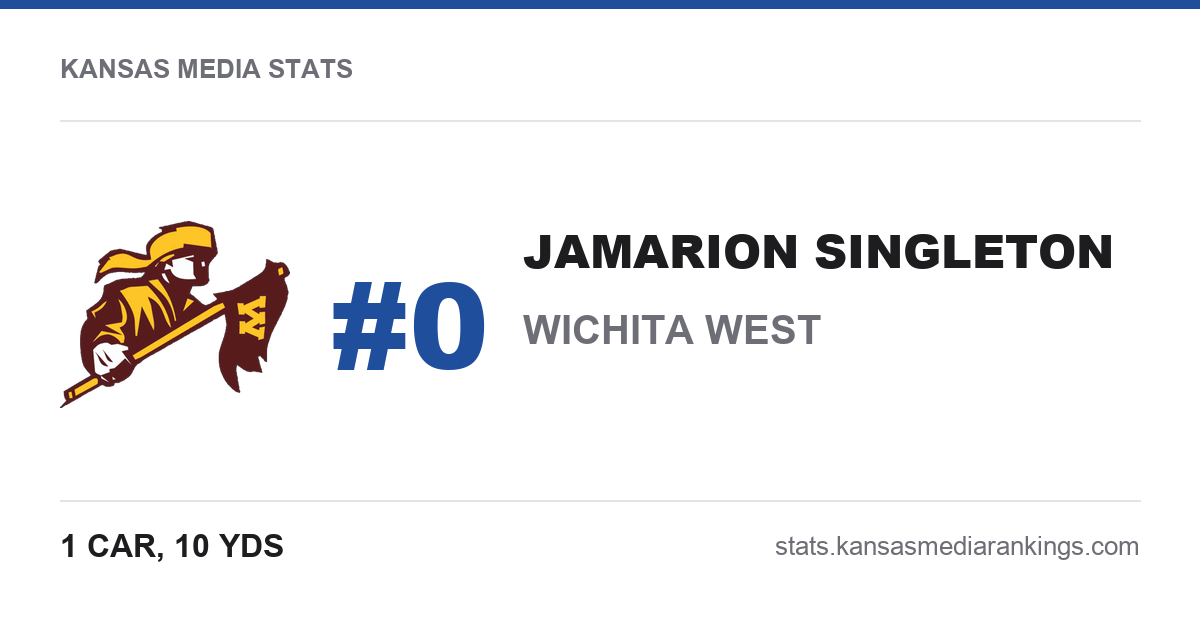 KANSAS MEDIA STATS
W
#0
JAMARION SINGLETON
WICHITA WEST
1 CAR, 10 YDS
stats.kansasmediarankings.com